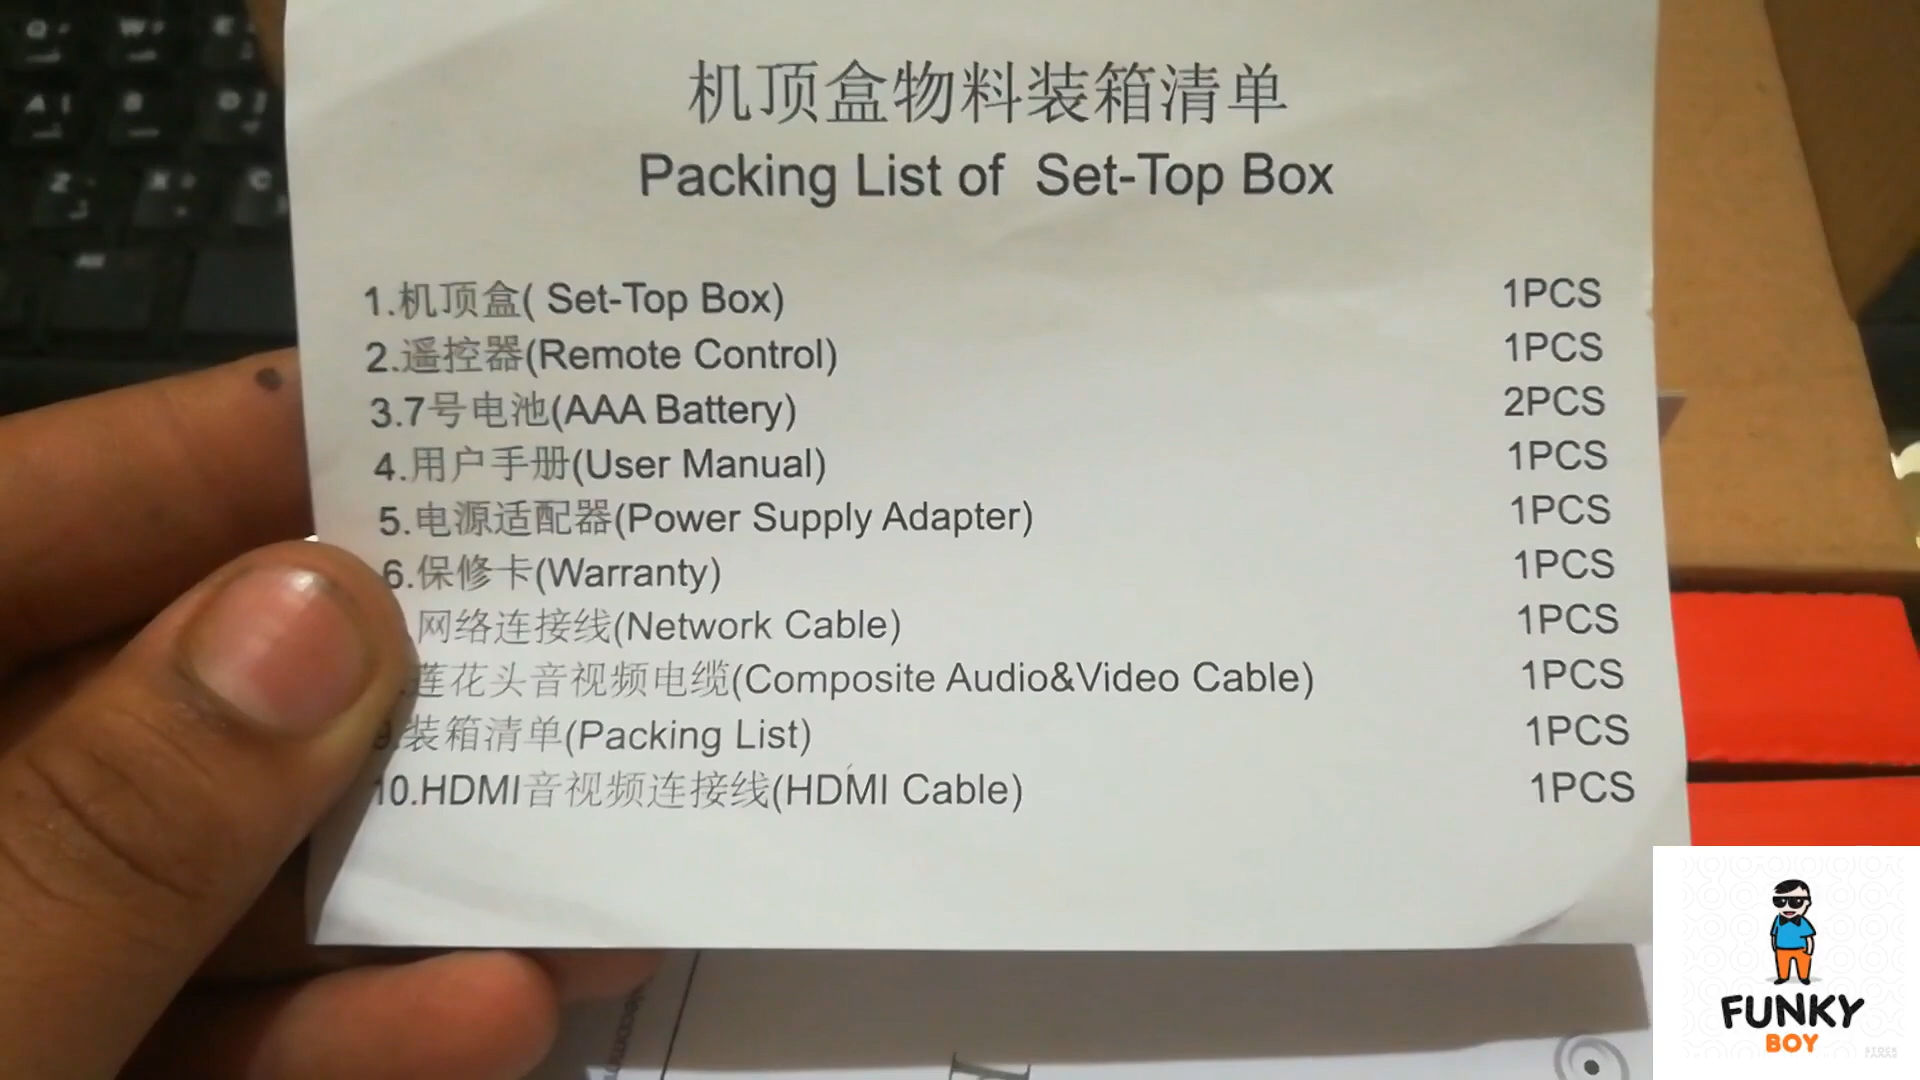 机顶盒物料装箱清单
Packing List of Set-Top Box
1.机顶盒( Set-Top Box) 1PCS
2.遥控器(Remote Control) 1PCS
3.7号电池(AAA Battery) 2PCS
4.用户手册(User Manual) 1PCS
5.电源适配器(Power Supply Adapter) 1PCS
6.保修卡(Warranty) 1PCS
.网络连接线(Network Cable) 1PCS
.莲花头音视频电缆(Composite Audio&Video Cable) 1PCS
9.装箱清单(Packing List) 1PCS
10.HDMI音视频连接线(HDMI Cable) 1PCS
FUNKY
BOY